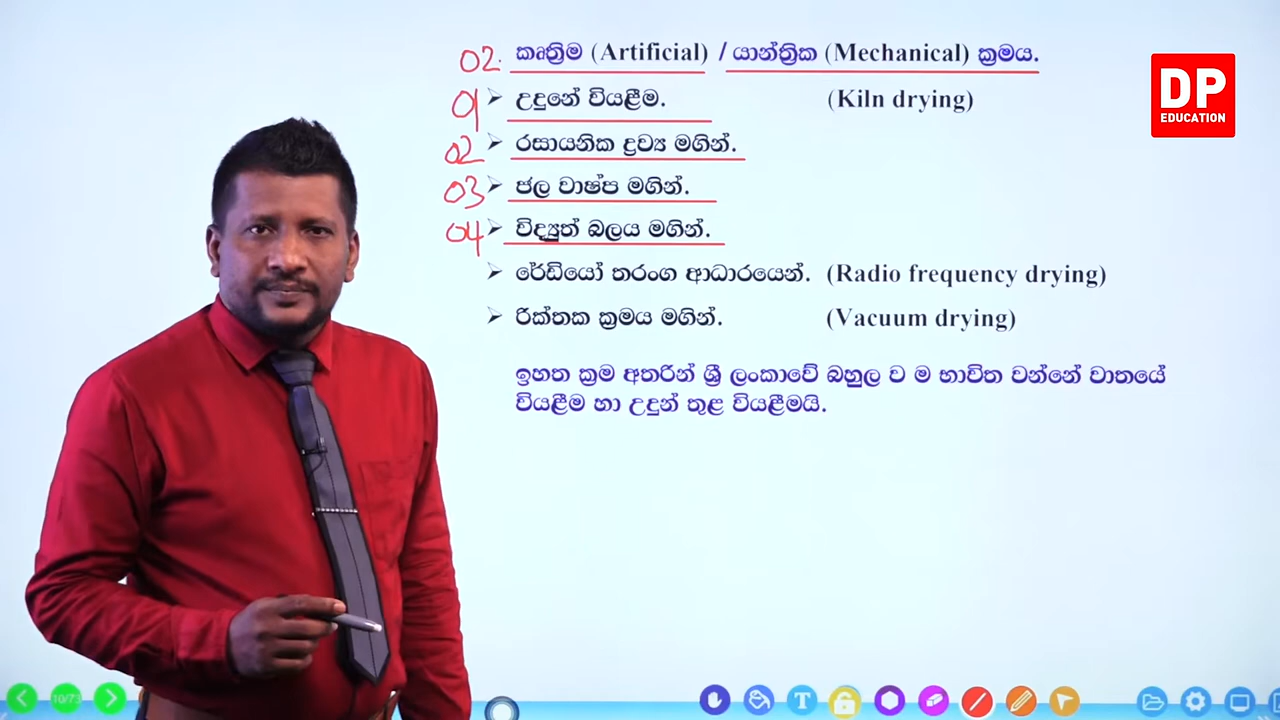 02. කෘත්‍රිම (Artificial) / යාන්ත්‍රික (Mechanical) ක්‍රමය.
DP
EDUCATION
01 ➢ උදුනේ වියළීම. (Kiln drying)
02 ➢ රසායනික ද්‍රව්‍ය මගින්.
03 ➢ ජල වාෂ්ප මගින්.
04 ➢ විද්‍යුත් බලය මගින්.
➢ රේඩියෝ තරංග ආධාරයෙන්. (Radio frequency drying)
➢ රික්තක ක්‍රමය මගින්. (Vacuum drying)
ඉහත ක්‍රම අතරින් ශ්‍රී ලංකාවේ බහුල ව ම භාවිත වන්නේ වාතයේ
වියළීම හා උදුන් තුළ වියළීමයි.
10/73
T